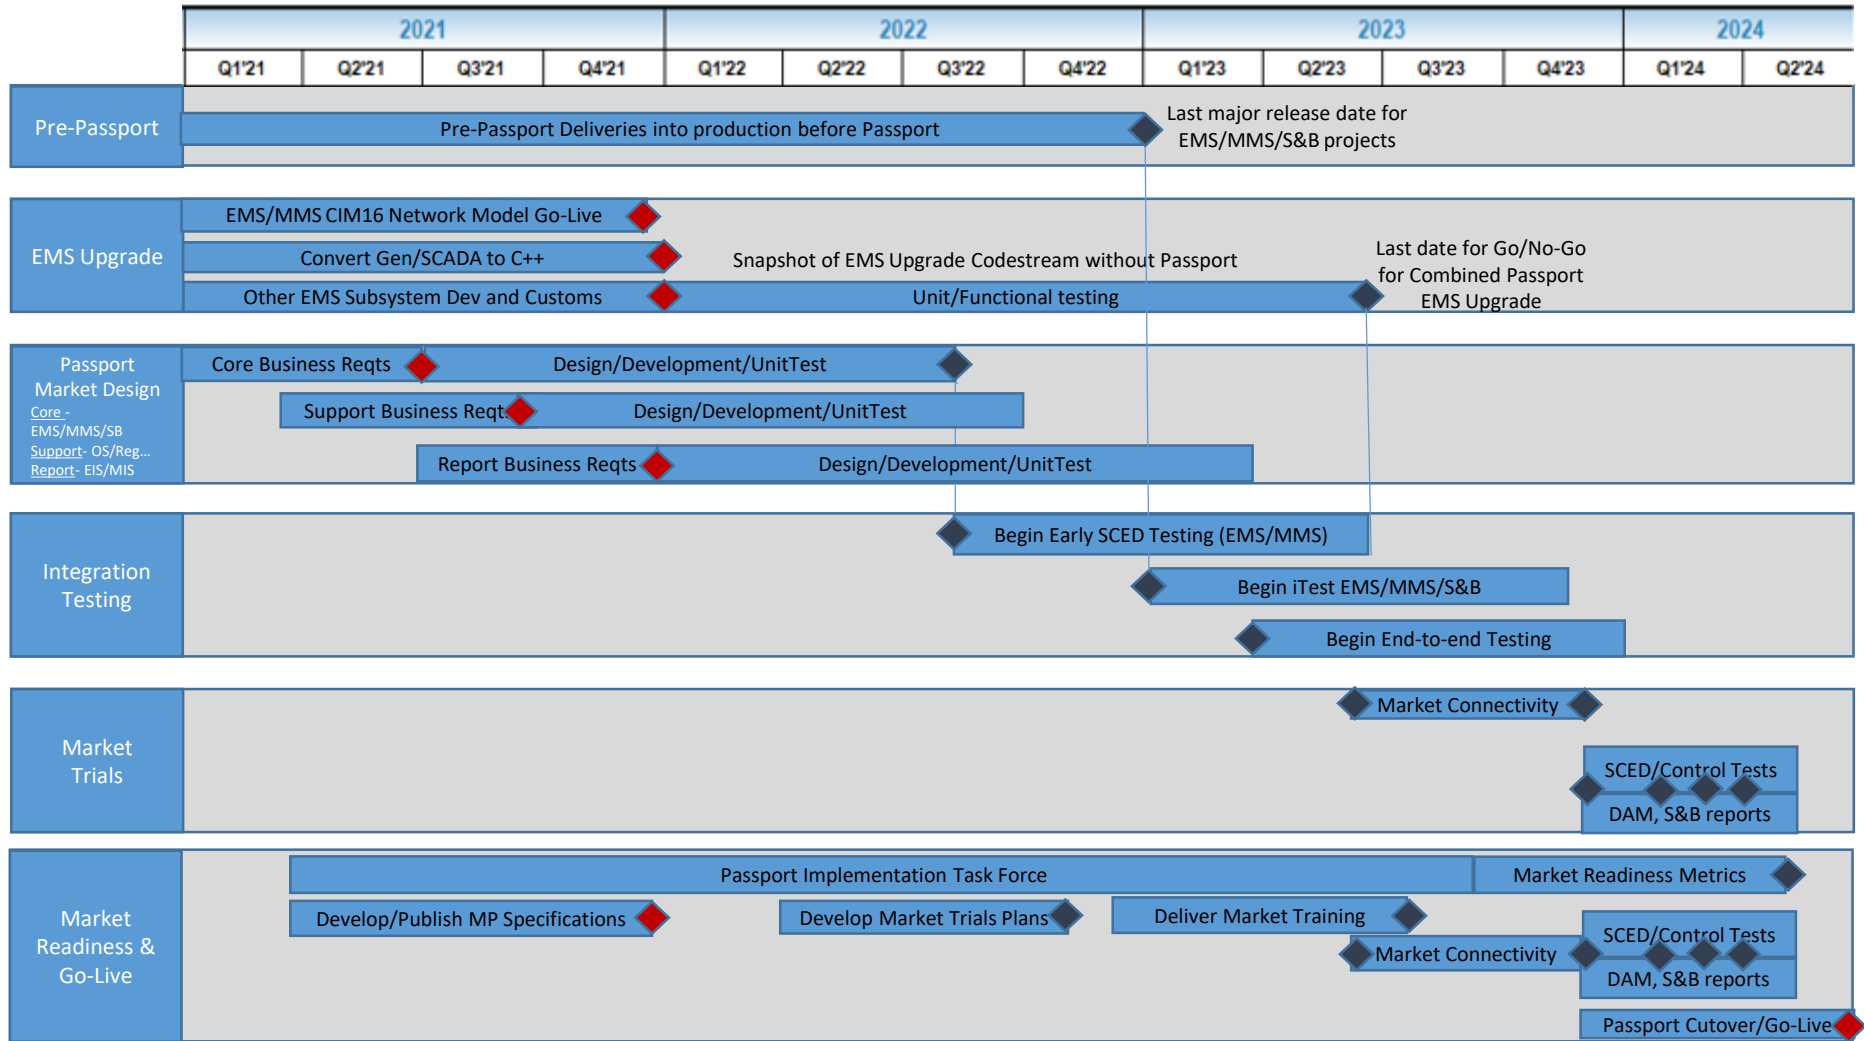 2021
2022
2023
2024
Q1'21
Q2'21
Q3'21
Q4'21
Q1'22
Q2'22
Q3'22
Q4'22
Q1'23
Q2'23
Q3'23
Q4'23
Q1'24
Q2'24
Pre-Passport
Pre-Passport Deliveries into production before Passport
Last major release date for
EMS/MMS/S&B projects
EMS Upgrade
EMS/MMS CIM16 Network Model Go-Live
Convert Gen/SCADA to C++
Other EMS Subsystem Dev and Customs
Snapshot of EMS Upgrade Codestream without Passport
Unit/Functional testing
Last date for Go/No-Go
for Combined Passport
EMS Upgrade
Passport
Market Design
Core -
EMS/MMS/SB
Support- OS/Reg...
Report- EIS/MIS
Core Business Reqts
Design/Development/UnitTest
Support Business Reqts
Design/Development/UnitTest
Report Business Reqts
Design/Development/UnitTest
Integration
Testing
Begin Early SCED Testing (EMS/MMS)
Begin iTest EMS/MMS/S&B
Begin End-to-end Testing
Market
Trials
Market Connectivity
SCED/Control Tests
DAM, S&B reports
Market
Readiness &
Go-Live
Passport Implementation Task Force
Market Readiness Metrics
Develop/Publish MP Specifications
Develop Market Trials Plans
Deliver Market Training
Market Connectivity
SCED/Control Tests
DAM, S&B reports
Passport Cutover/Go-Live